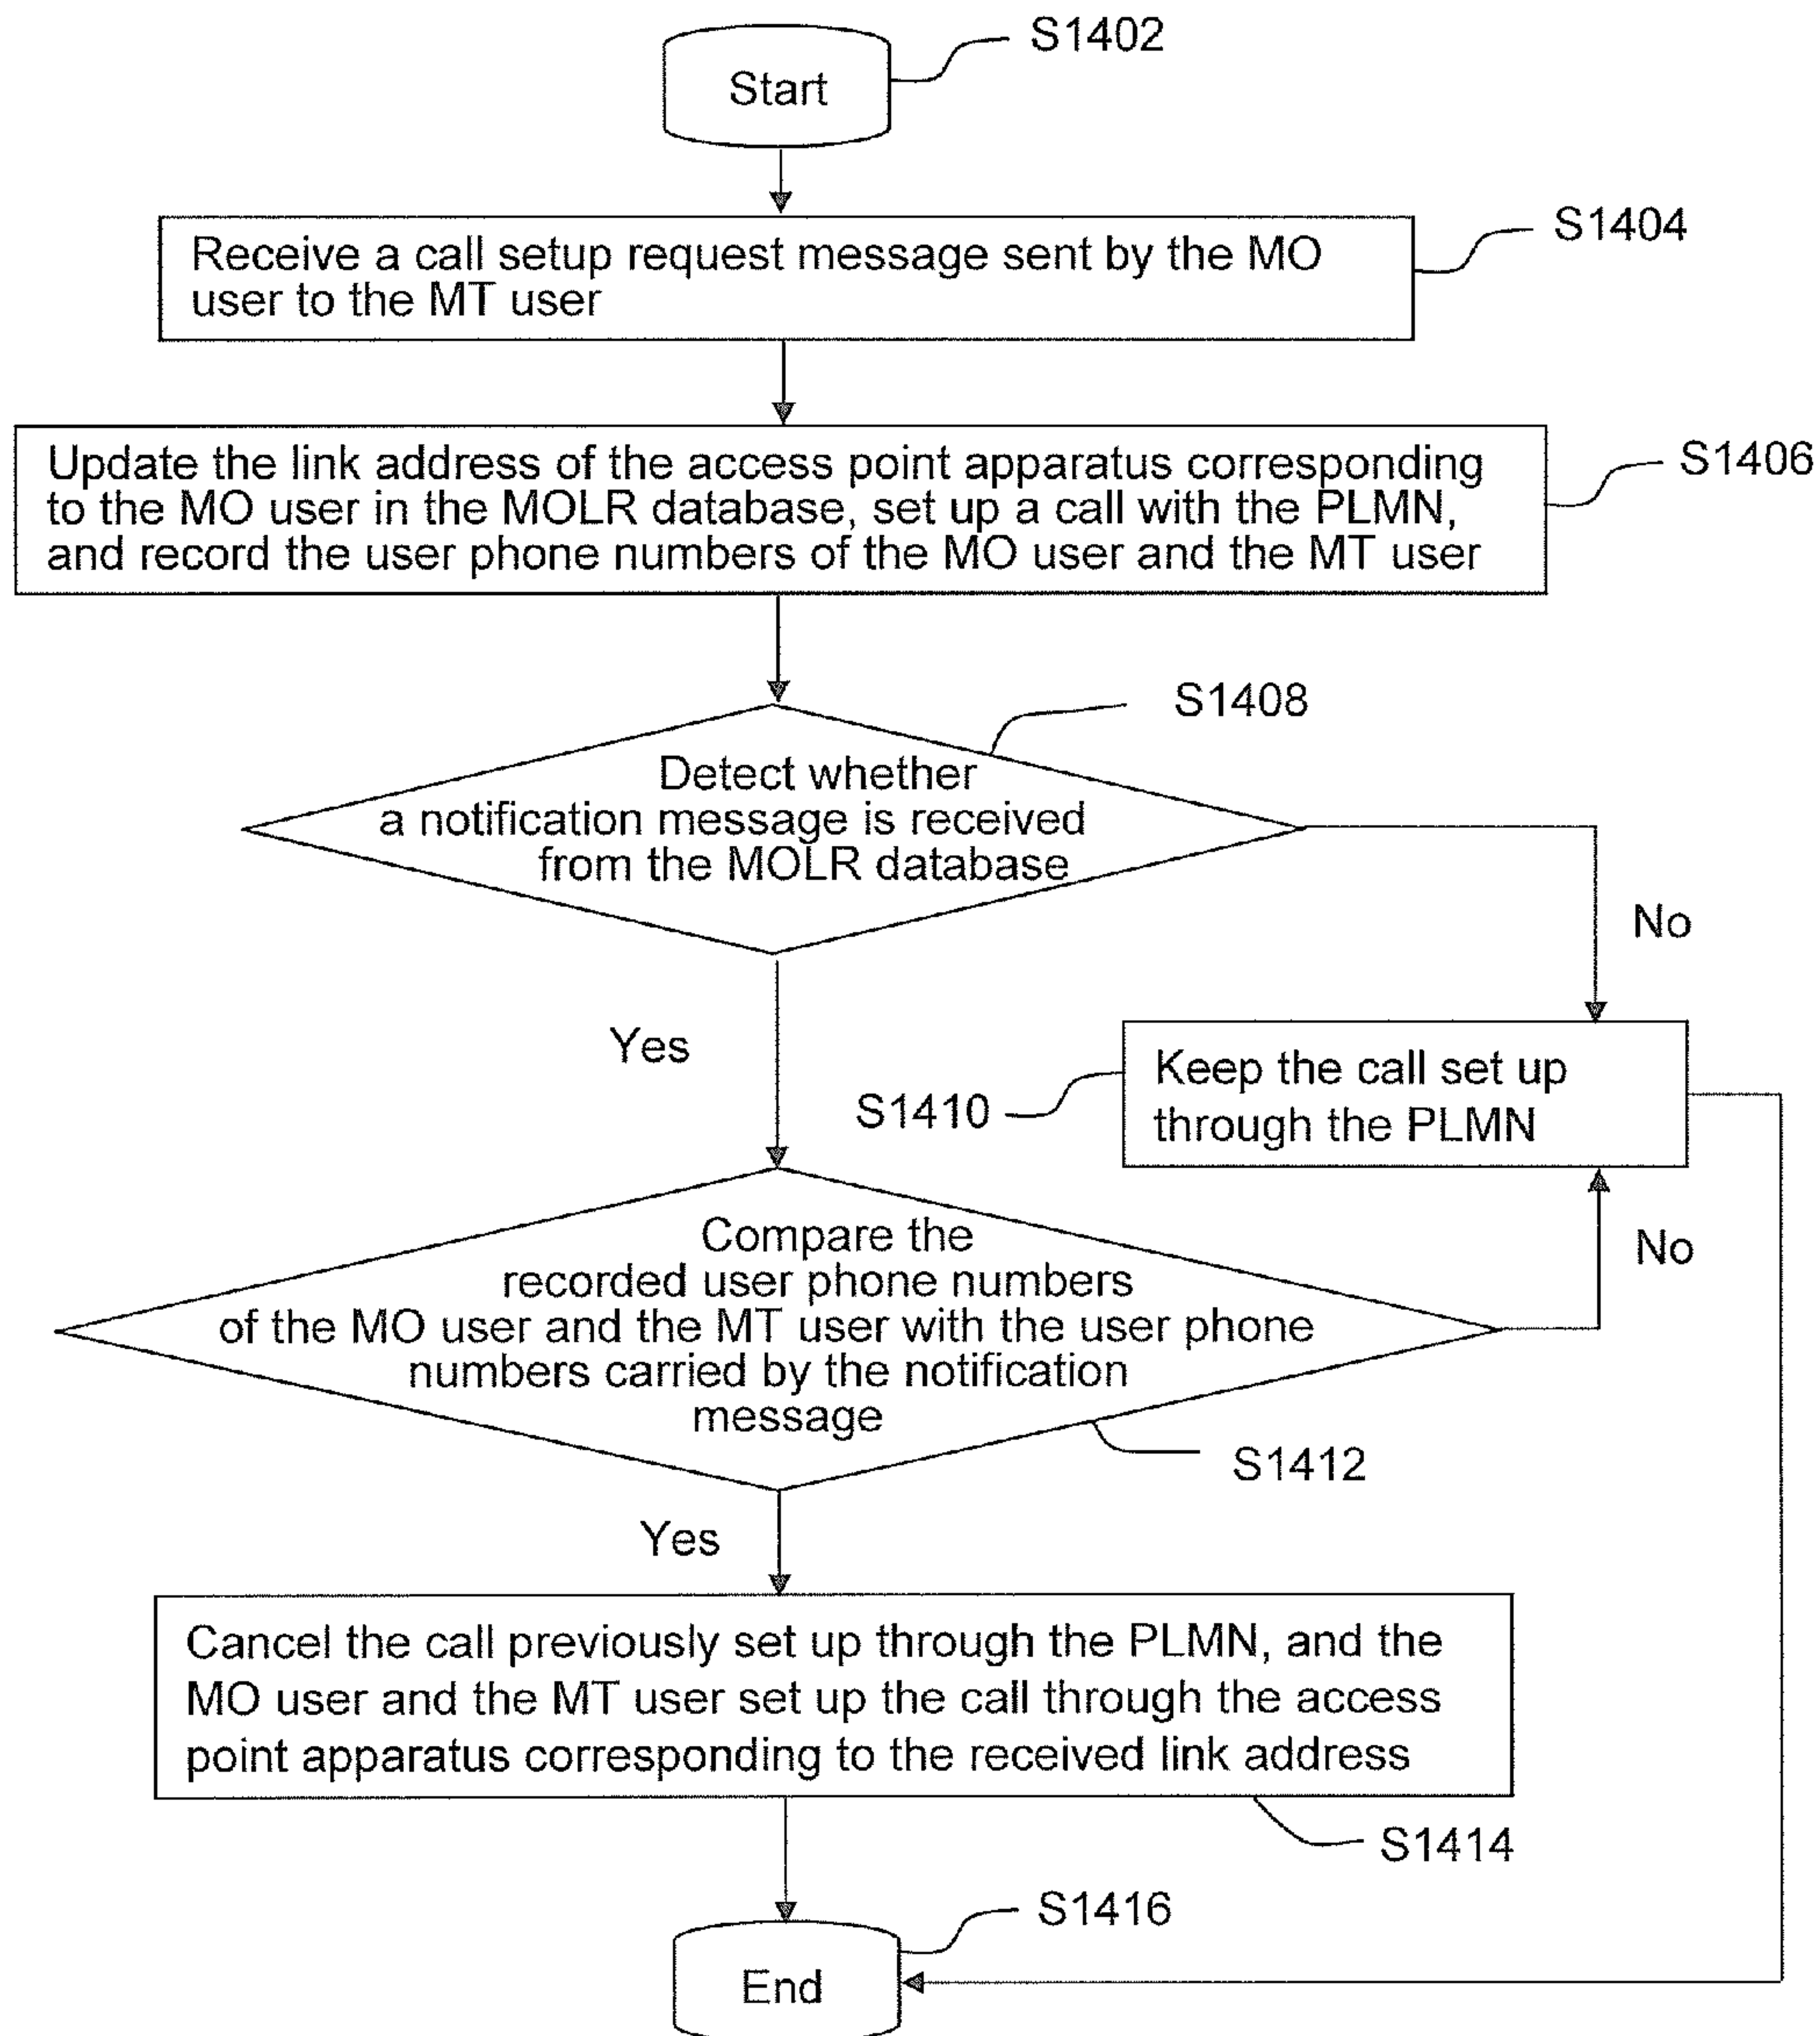 S1402
Start
S1404
Receive a call setup request message sent by the MO
user to the MT user
S1406
Update the link address of the access point apparatus corresponding
to the MO user in the MOLR database, set up a call with the PLMN,
and record the user phone numbers of the MO user and the MT user
S1408
Detect whether
a notification message is received
from the MOLR database
No
Yes
Keep the call set up
through the PLMN
S1410
Compare the
recorded user phone numbers
of the MO user and the MT user with the user phone
numbers carried by the notification
message
No
S1412
Yes
Cancel the call previously set up through the PLMN, and the
MO user and the MT user set up the call through the access
point apparatus corresponding to the received link address
S1414
S1416
End